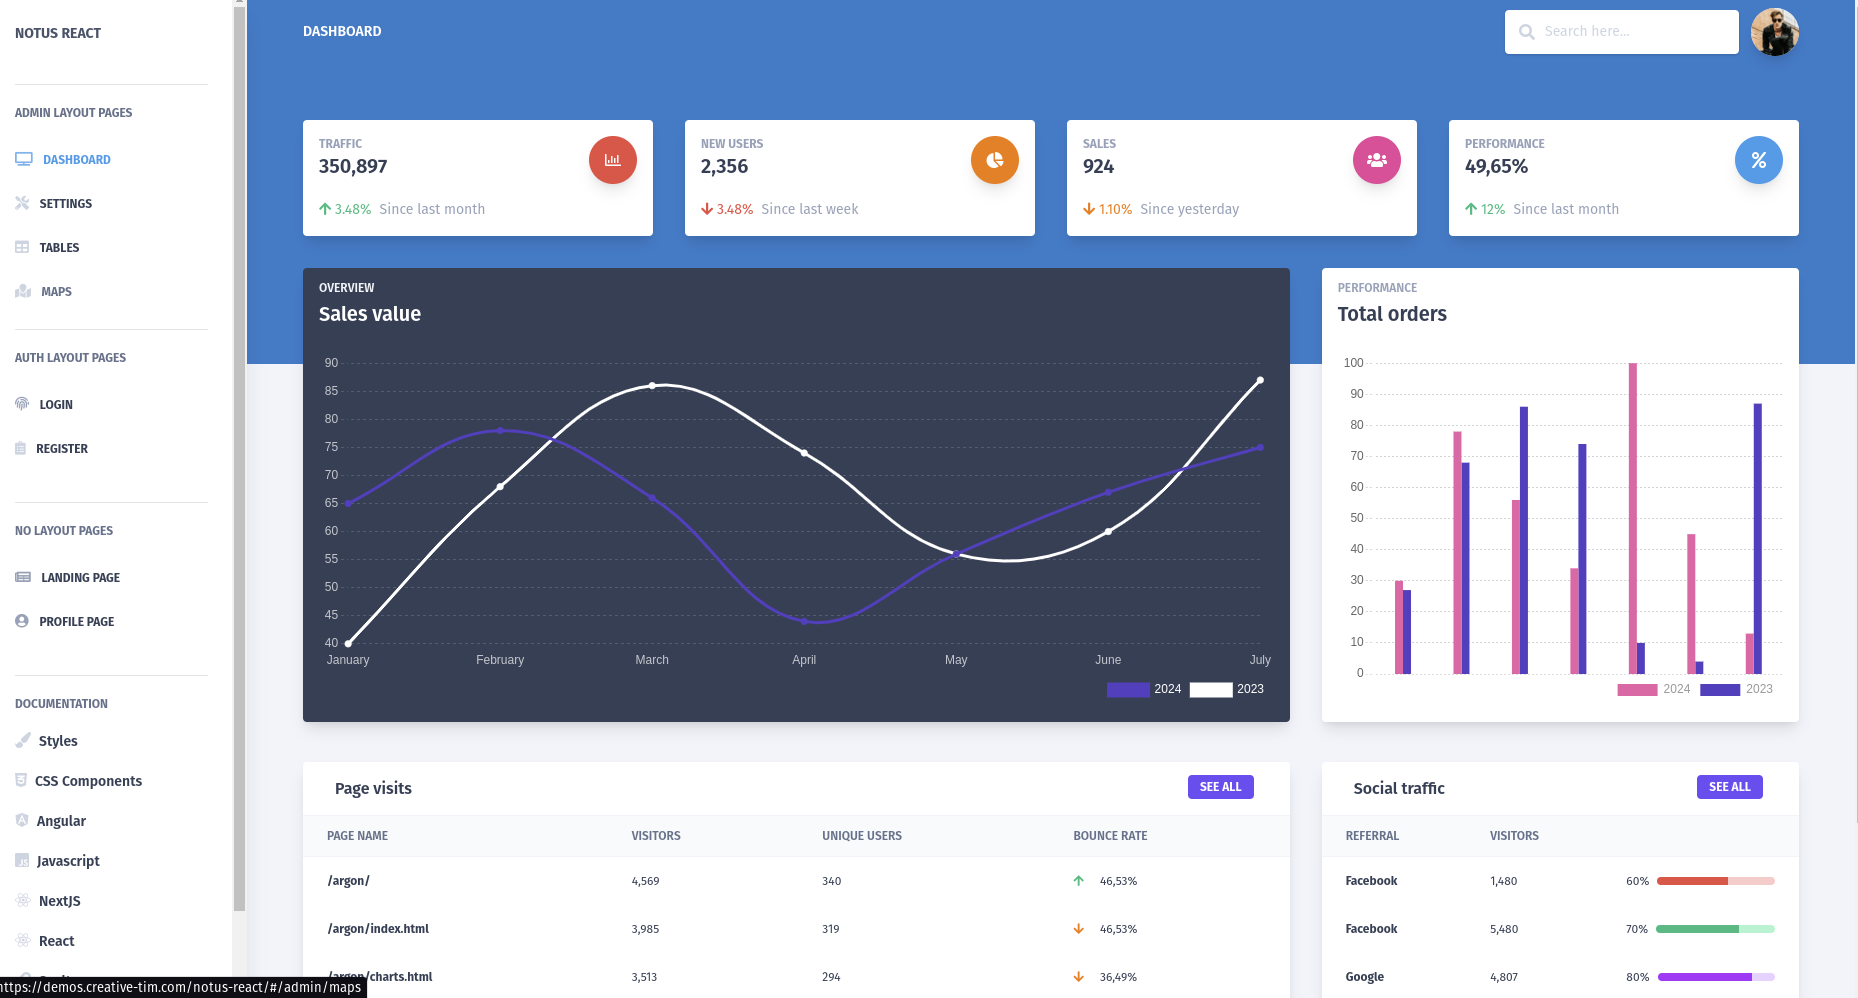 NOTUS REACT
ADMIN LAYOUT PAGES
DASHBOARD
SETTINGS
TABLES
MAPS
AUTH LAYOUT PAGES
LOGIN
REGISTER
NO LAYOUT PAGES
LANDING PAGE
PROFILE PAGE
DOCUMENTATION
Styles
CSS Components
Angular
Javascript
NextJS
React
https://demos.creative-tim.com/notus-react/#/admin/maps
DASHBOARD
Search here...
TRAFFIC
350,897
3.48% Since last month
NEW USERS
2,356
3.48% Since last week
SALES
924
1.10% Since yesterday
PERFORMANCE
49,65%
12% Since last month
OVERVIEW
Sales value
90
85
80
75
70
65
60
55
50
45
40
January February March April May June July
2024 2023
PERFORMANCE
Total orders
100
90
80
70
60
50
40
30
20
10
0
2024 2023
Page visits SEE ALL
PAGE NAME VISITORS UNIQUE USERS BOUNCE RATE
/argon/ 4,569 340 46,53%
/argon/index.html 3,985 319 46,53%
/argon/charts.html 3,513 294 36,49%
Social traffic SEE ALL
REFERRAL VISITORS
Facebook 1,480 60%
Facebook 5,480 70%
Google 4,807 80%